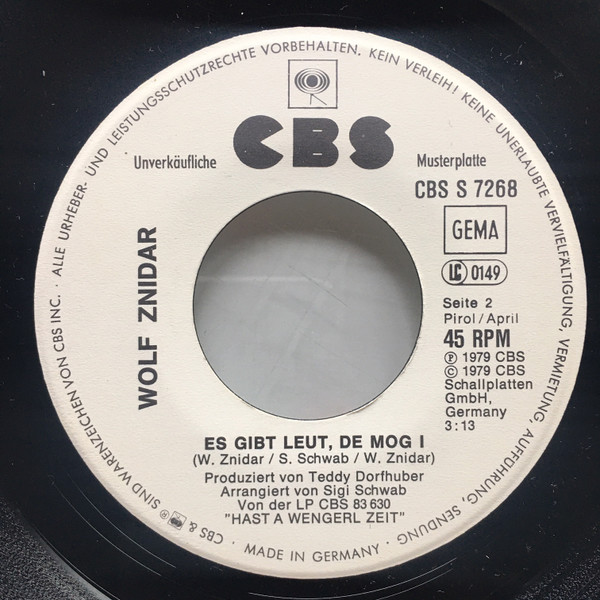 ALLE URHEBER- UND LEISTUNGSSCHUTZRECHTE VORBEHALTEN. KEIN VERLEIH! KEINE UNERLAUBTE VERVIELFÄLTIGUNG, VERMIETUNG, AUFFÜHRUNG, SENDUNG
CBS
Unverkäufliche Musterplatte
CBS S 7268
GEMA
LC 0149
Seite 2
Pirol/April
45 RPM
℗ 1979 CBS
© 1979 CBS
Schallplatten
GmbH,
Germany
3:13
WOLF ZNIDAR
ES GIBT LEUT, DE MOG I
(W. Znidar / S. Schwab / W. Znidar)
Produziert von Teddy Dorfhuber
Arrangiert von Sigi Schwab
Von der LP CBS 83 630
"HAST A WENGERL ZEIT"
CBS & ® SIND WARENZEICHEN VON CBS INC. · MADE IN GERMANY ·